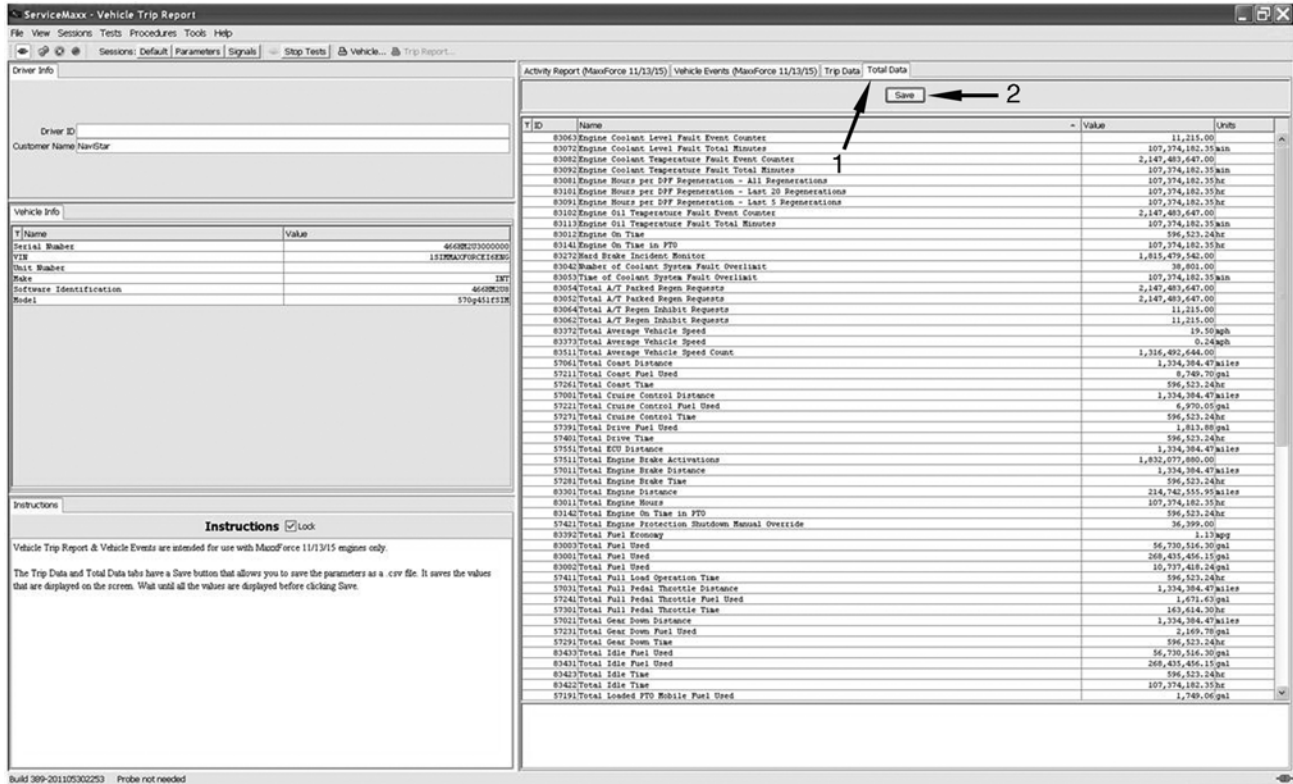 ServiceMaxx - Vehicle Trip Report
File View Sessions Tests Procedures Tools Help
Sessions: Default Parameters Signals Stop Tests Vehicle... Trip Report...
Driver Info
Driver ID
Customer Name NaviStar
Vehicle Info
Name Value
Serial Number 466HM2U3000000
VIN 1SIMMAXFORCEI6ENG
Unit Number
Make INT
Software Identification 466HM2U8
Model 570g451f5IM
Instructions
Instructions Lock
Vehicle Trip Report & Vehicle Events are intended for use with MaxxForce 11/13/15 engines only.
The Trip Data and Total Data tabs have a Save button that allows you to save the parameters as a .csv file. It saves the values
that are displayed on the screen. Wait until all the values are displayed before clicking Save.
Activity Report (MaxxForce 11/13/15) Vehicle Events (MaxxForce 11/13/15) Trip Data Total Data
Save 2
1
ID Name Value Units
83063 Engine Coolant Level Fault Event Counter 11,215.00
83072 Engine Coolant Level Fault Total Minutes 107,374,182.35 min
83082 Engine Coolant Temperature Fault Event Counter 2,147,483,647.00
83092 Engine Coolant Temperature Fault Total Minutes 107,374,182.35 min
83081 Engine Hours per DPF Regeneration - All Regenerations 107,374,182.35 hr
83101 Engine Hours per DPF Regeneration - Last 20 Regenerations 107,374,182.35 hr
83091 Engine Hours per DPF Regeneration - Last 5 Regenerations 107,374,182.35 hr
83102 Engine Oil Temperature Fault Event Counter 2,147,483,647.00
83113 Engine Oil Temperature Fault Total Minutes 107,374,182.35 min
83012 Engine On Time 596,523.24 hr
83141 Engine On Time in PTO 107,374,182.35 hr
83272 Hard Brake Incident Monitor 1,815,479,542.00
83042 Number of Coolant System Fault Overlimit 38,801.00
83053 Time of Coolant System Fault Overlimit 107,374,182.35 min
83054 Total A/T Parked Regen Requests 2,147,483,647.00
83052 Total A/T Parked Regen Requests 2,147,483,647.00
83064 Total A/T Regen Inhibit Requests 11,215.00
83062 Total A/T Regen Inhibit Requests 11,215.00
83372 Total Average Vehicle Speed 19.50 mph
83373 Total Average Vehicle Speed 0.24 mph
83511 Total Average Vehicle Speed Count 1,316,492,644.00
57061 Total Coast Distance 1,334,384.47 miles
57211 Total Coast Fuel Used 8,749.70 gal
57261 Total Coast Time 596,523.24 hr
57001 Total Cruise Control Distance 1,334,384.47 miles
57221 Total Cruise Control Fuel Used 6,970.05 gal
57271 Total Cruise Control Time 596,523.24 hr
57391 Total Drive Fuel Used 1,813.88 gal
57401 Total Drive Time 596,523.24 hr
57551 Total ECU Distance 1,334,384.47 miles
57511 Total Engine Brake Activations 1,832,077,880.00
57011 Total Engine Brake Distance 1,334,384.47 miles
57281 Total Engine Brake Time 596,523.24 hr
83301 Total Engine Distance 214,742,555.95 miles
83011 Total Engine Hours 107,374,182.35 hr
83142 Total Engine On Time in PTO 596,523.24 hr
57421 Total Engine Protection Shutdown Manual Override 36,399.00
83392 Total Fuel Economy 1.13 mpg
83003 Total Fuel Used 56,730,516.30 gal
83001 Total Fuel Used 268,435,456.15 gal
83002 Total Fuel Used 10,737,418.24 gal
57411 Total Full Load Operation Time 596,523.24 hr
57031 Total Full Pedal Throttle Distance 1,334,384.47 miles
57241 Total Full Pedal Throttle Fuel Used 1,671.63 gal
57301 Total Full Pedal Throttle Time 163,614.30 hr
57021 Total Gear Down Distance 1,334,384.47 miles
57231 Total Gear Down Fuel Used 2,169.78 gal
57291 Total Gear Down Time 596,523.24 hr
83433 Total Idle Fuel Used 56,730,516.30 gal
83431 Total Idle Fuel Used 268,435,456.15 gal
83423 Total Idle Time 596,523.24 hr
83422 Total Idle Time 107,374,182.35 hr
57191 Total Loaded PTO Mobile Fuel Used 1,749.06 gal
Build 389-201105302253 Probe not needed